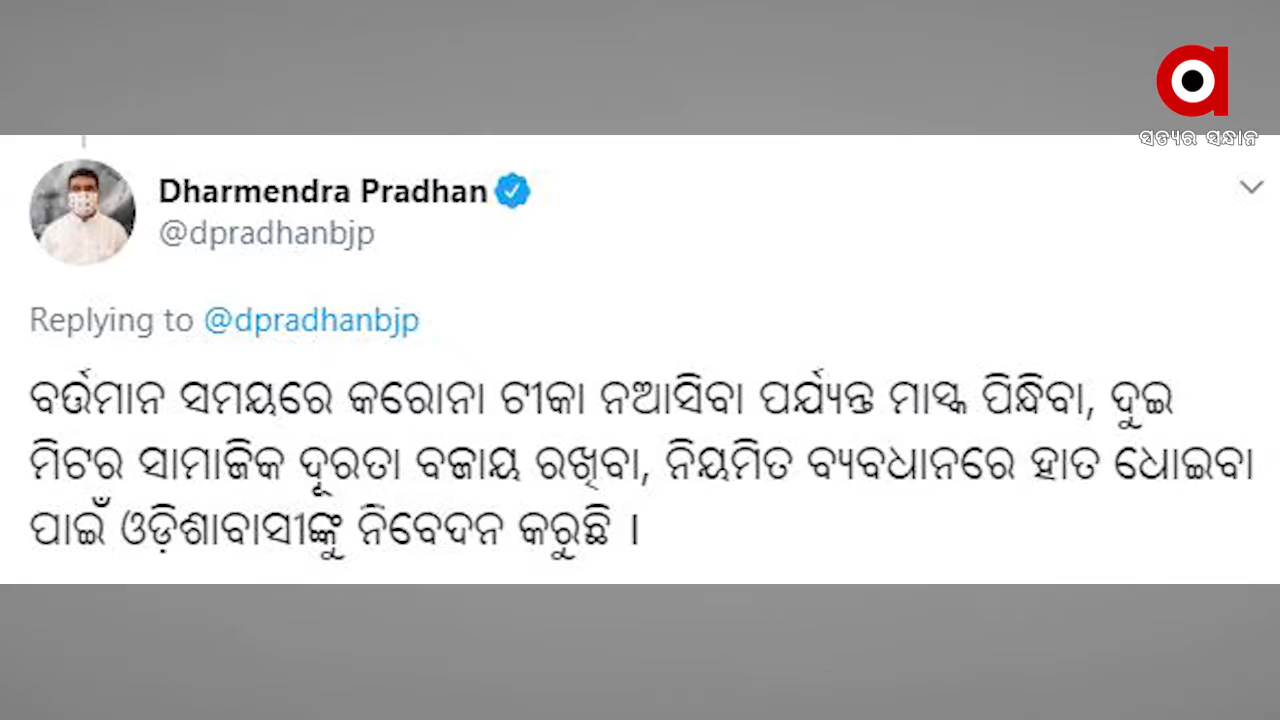 ସତ୍ୟର ସନ୍ଧାନ
Dharmendra Pradhan
@dpradhanbjp
Replying to @dpradhanbjp
ବର୍ତ୍ତମାନ ସମୟରେ କରୋନା ଟୀକା ନଆସିବା ପର୍ଯ୍ୟନ୍ତ ମାସ୍କ ପିନ୍ଧିବା, ଦୁଇ
ମିଟର ସାମାଜିକ ଦୂରତା ବଜାୟ ରଖିବା, ନିୟମିତ ବ୍ୟବଧାନରେ ହାତ ଧୋଇବା
ପାଇଁ ଓଡ଼ିଶାବାସୀଙ୍କୁ ନିବେଦନ କରୁଛି ।